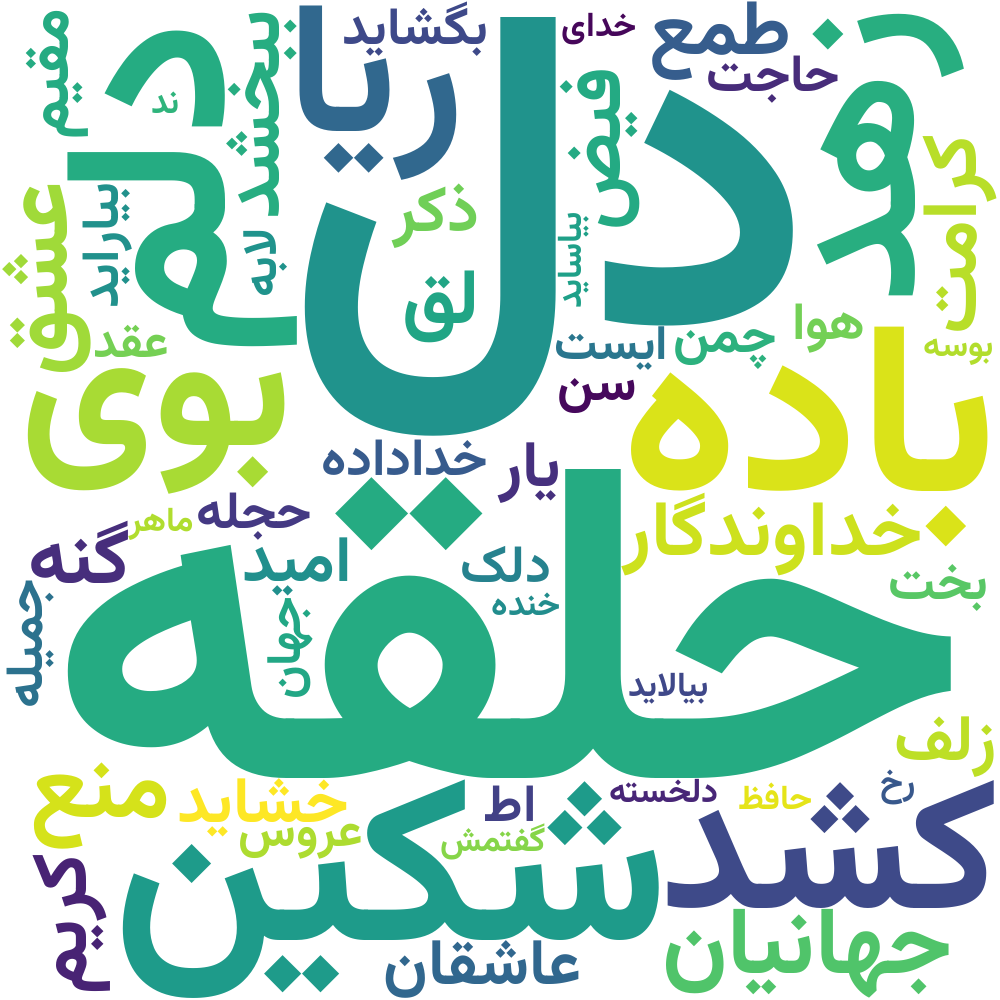 بگشاید
خدای
طمع
حاجت
زهد
ریا
دل
فیض
ببخشد
مقیم
ند
دلم
کرامت
ذکر
لق
بیاساید
بیاراید
لابه
عشق
عقد
هوا
چمن
ایست
بوسه
سن
باده
بوی
خداداده
یار
حجله
ماهر
خداوندگار
گنه
امید
دلک
خنده
بخت
حلقه
جمیله
جهان
بیالاید
زلف
رخ
منع
خشاید
عروس
اط
گفتمش
دلخسته
حافظ
کشد
شکین
کریم
عاشقان
جهانیان